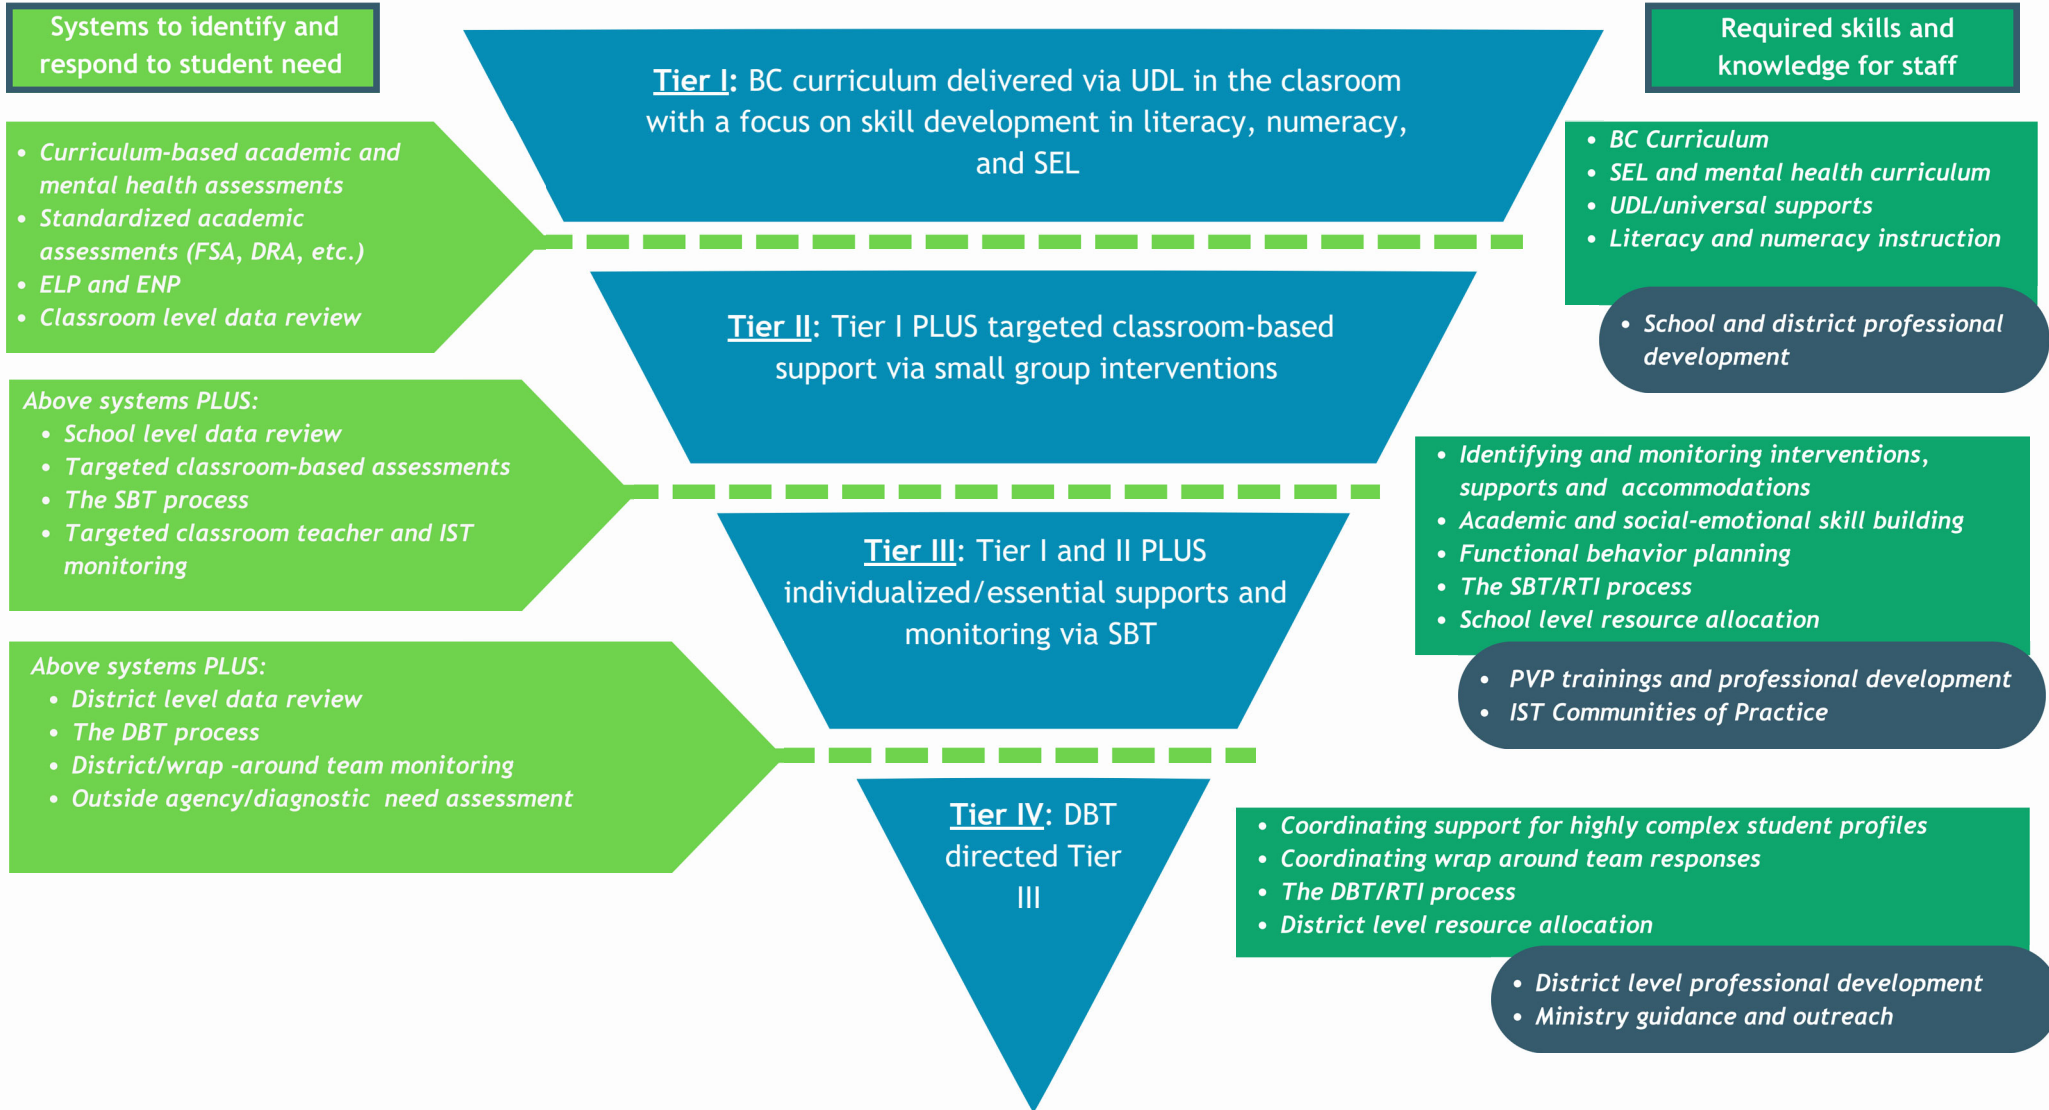 Systems to identify and
respond to student need
• Curriculum-based academic and
mental health assessments
• Standardized academic
assessments (FSA, DRA, etc.)
• ELP and ENP
• Classroom level data review
Above systems PLUS:
• School level data review
• Targeted classroom-based assessments
• The SBT process
• Targeted classroom teacher and IST
monitoring
Above systems PLUS:
• District level data review
• The DBT process
• District/wrap -around team monitoring
• Outside agency/diagnostic need assessment
Tier I: BC curriculum delivered via UDL in the clasroom
with a focus on skill development in literacy, numeracy,
and SEL
Tier II: Tier I PLUS targeted classroom-based
support via small group interventions
Tier III: Tier I and II PLUS
individualized/essential supports and
monitoring via SBT
Tier IV: DBT
directed Tier
III
Required skills and
knowledge for staff
• BC Curriculum
• SEL and mental health curriculum
• UDL/universal supports
• Literacy and numeracy instruction
• School and district professional
development
• Identifying and monitoring interventions,
supports and accommodations
• Academic and social-emotional skill building
• Functional behavior planning
• The SBT/RTI process
• School level resource allocation
• PVP trainings and professional development
• IST Communities of Practice
• Coordinating support for highly complex student profiles
• Coordinating wrap around team responses
• The DBT/RTI process
• District level resource allocation
• District level professional development
• Ministry guidance and outreach